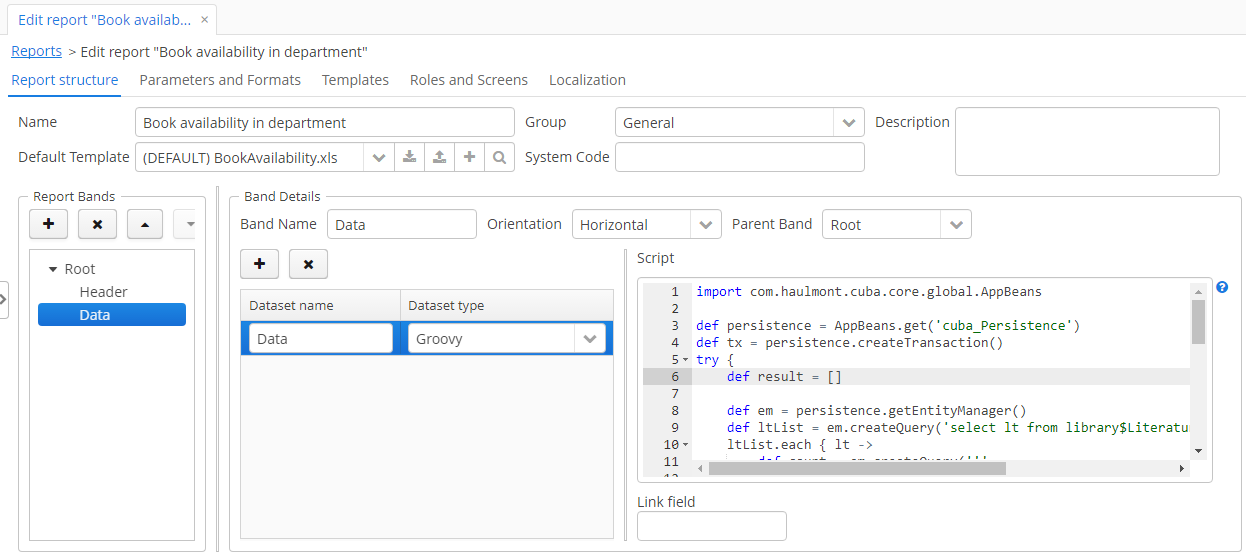 Edit report "Book availab... ×
Reports > Edit report "Book availability in department"
Report structure Parameters and Formats Templates Roles and Screens Localization
Name Book availability in department Group General Description
Default Template (DEFAULT) BookAvailability.xls System Code
Report Bands
Root
Header
Data
Band Details
Band Name Data Orientation Horizontal Parent Band Root
Dataset name Dataset type
Data Groovy
Script
1 import com.haulmont.cuba.core.global.AppBeans
2
3 def persistence = AppBeans.get('cuba_Persistence')
4 def tx = persistence.createTransaction()
5 try {
6 def result = []
7
8 def em = persistence.getEntityManager()
9 def ltList = em.createQuery('select lt from library$Literatu
10 ltList.each { lt ->
11
Link field